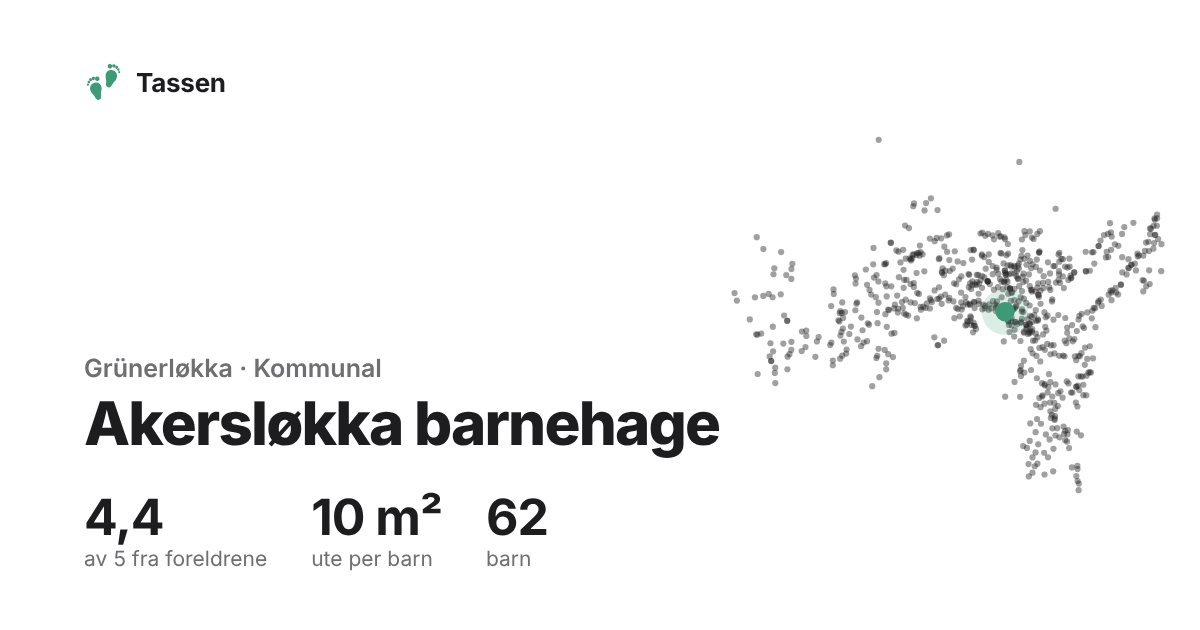 Tassen
Grünerløkka · Kommunal
Akersløkka barnehage
4,4
av 5 fra foreldrene
10 m²
ute per barn
62
barn